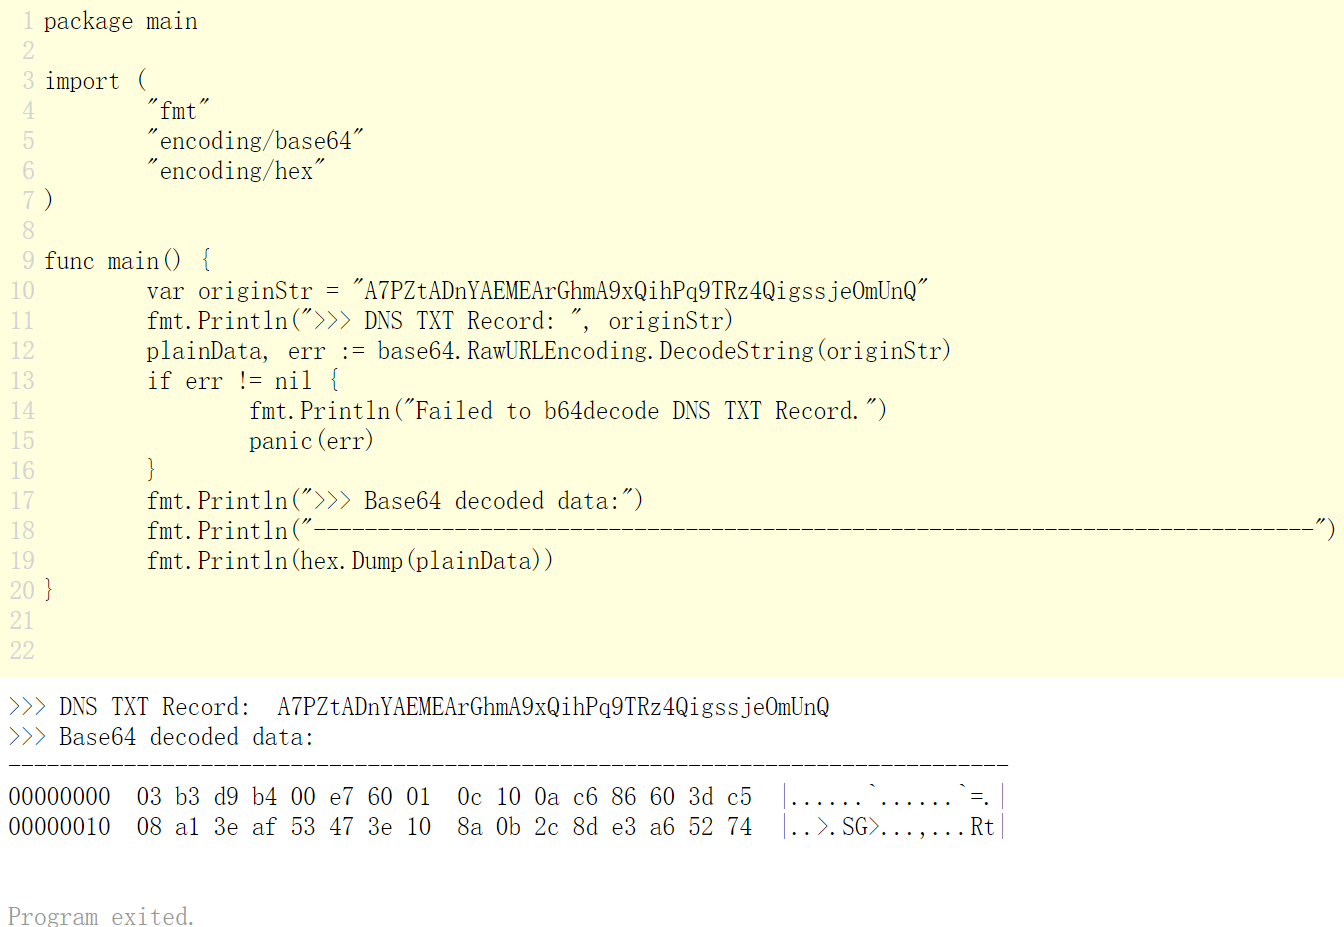 1 package main
2
3 import (
4 "fmt"
5 "encoding/base64"
6 "encoding/hex"
7 )
8
9 func main() {
10 var originStr = "A7PZtADnYAEMEArGhmA9xQihPq9TRz4QigssjeOmUnQ"
11 fmt.Println(">>> DNS TXT Record: ", originStr)
12 plainData, err := base64.RawURLEncoding.DecodeString(originStr)
13 if err != nil {
14 fmt.Println("Failed to b64decode DNS TXT Record.")
15 panic(err)
16 }
17 fmt.Println(">>> Base64 decoded data:")
18 fmt.Println("------------------------------------------------------------------------------")
19 fmt.Println(hex.Dump(plainData))
20 }
21
22
>>> DNS TXT Record:  A7PZtADnYAEMEArGhmA9xQihPq9TRz4QigssjeOmUnQ
>>> Base64 decoded data:
------------------------------------------------------------------------------
00000000  03 b3 d9 b4 00 e7 60 01  0c 10 0a c6 86 60 3d c5  |......`......`=.|
00000010  08 a1 3e af 53 47 3e 10  8a 0b 2c 8d e3 a6 52 74  |..>.SG>...,...Rt|
Program exited.